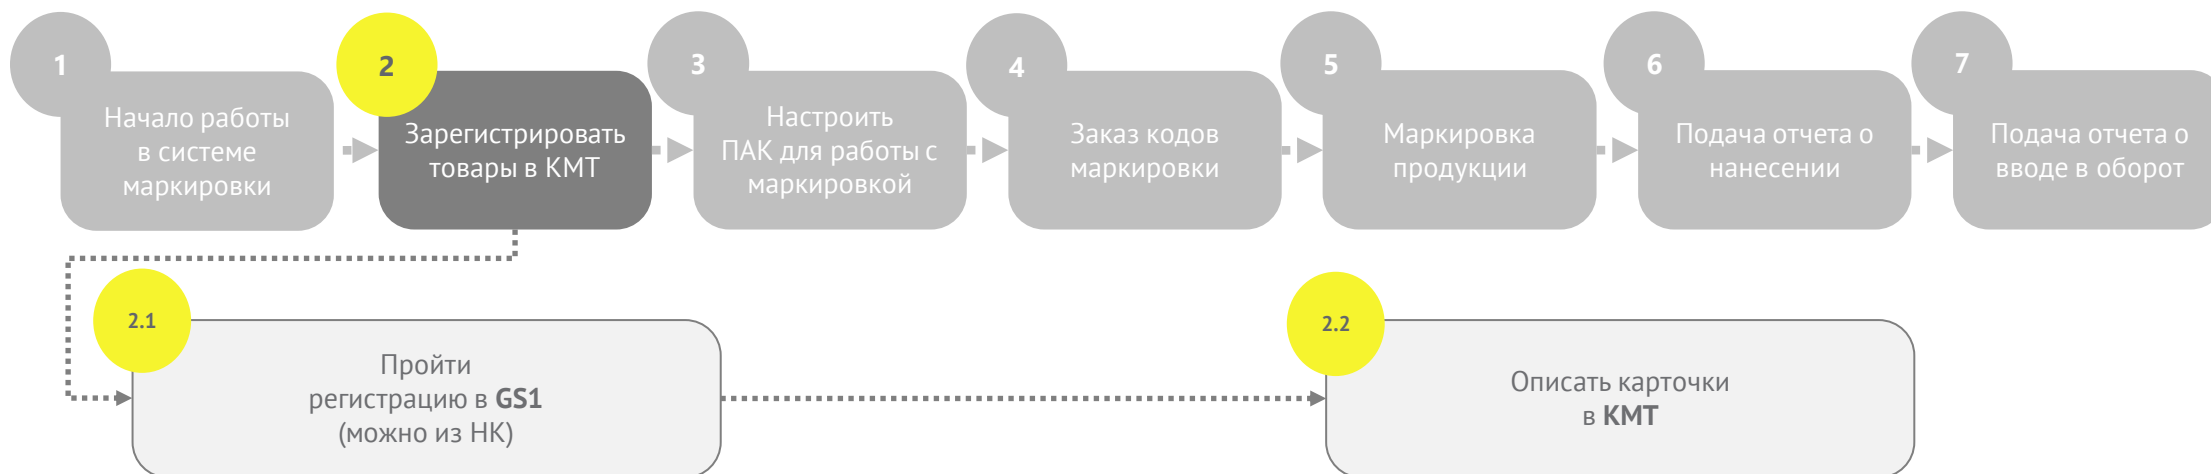 1
Начало работы
в системе
маркировки
2
Зарегистрировать
товары в КМТ
3
Настроить
ПАК для работы с
маркировкой
4
Заказ кодов
маркировки
5
Маркировка
продукции
6
Подача отчета о
нанесении
7
Подача отчета о
вводе в оборот
2.1
Пройти
регистрацию в GS1
(можно из НК)
2.2
Описать карточки
в КМТ